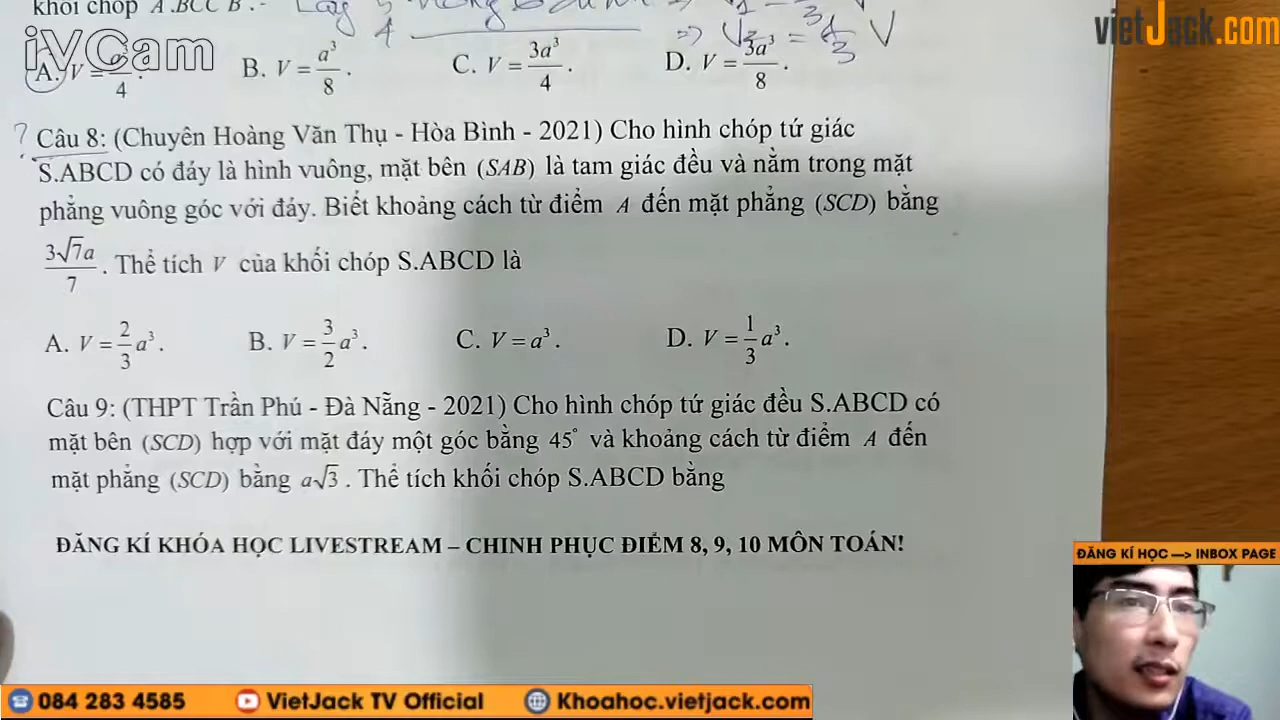 khối chóp A'.BCC'B'.
vietJack.com
iVCam
A. V = a³/4. B. V = a³/8. C. V = 3a³/4. D. V = 3a³/8.
? Câu 8: (Chuyên Hoàng Văn Thụ - Hòa Bình - 2021) Cho hình chóp tứ giác
S.ABCD có đáy là hình vuông, mặt bên (SAB) là tam giác đều và nằm trong mặt
phẳng vuông góc với đáy. Biết khoảng cách từ điểm A đến mặt phẳng (SCD) bằng
3√7a/7. Thể tích V của khối chóp S.ABCD là
A. V = 2/3 a³. B. V = 3/2 a³. C. V = a³. D. V = 1/3 a³.
Câu 9: (THPT Trần Phú - Đà Nẵng - 2021) Cho hình chóp tứ giác đều S.ABCD có
mặt bên (SCD) hợp với mặt đáy một góc bằng 45° và khoảng cách từ điểm A đến
mặt phẳng (SCD) bằng a√3. Thể tích khối chóp S.ABCD bằng
ĐĂNG KÍ KHÓA HỌC LIVESTREAM – CHINH PHỤC ĐIỂM 8, 9, 10 MÔN TOÁN!
ĐĂNG KÍ HỌC —> INBOX PAGE
084 283 4585 VietJack TV Official Khoahoc.vietjack.com